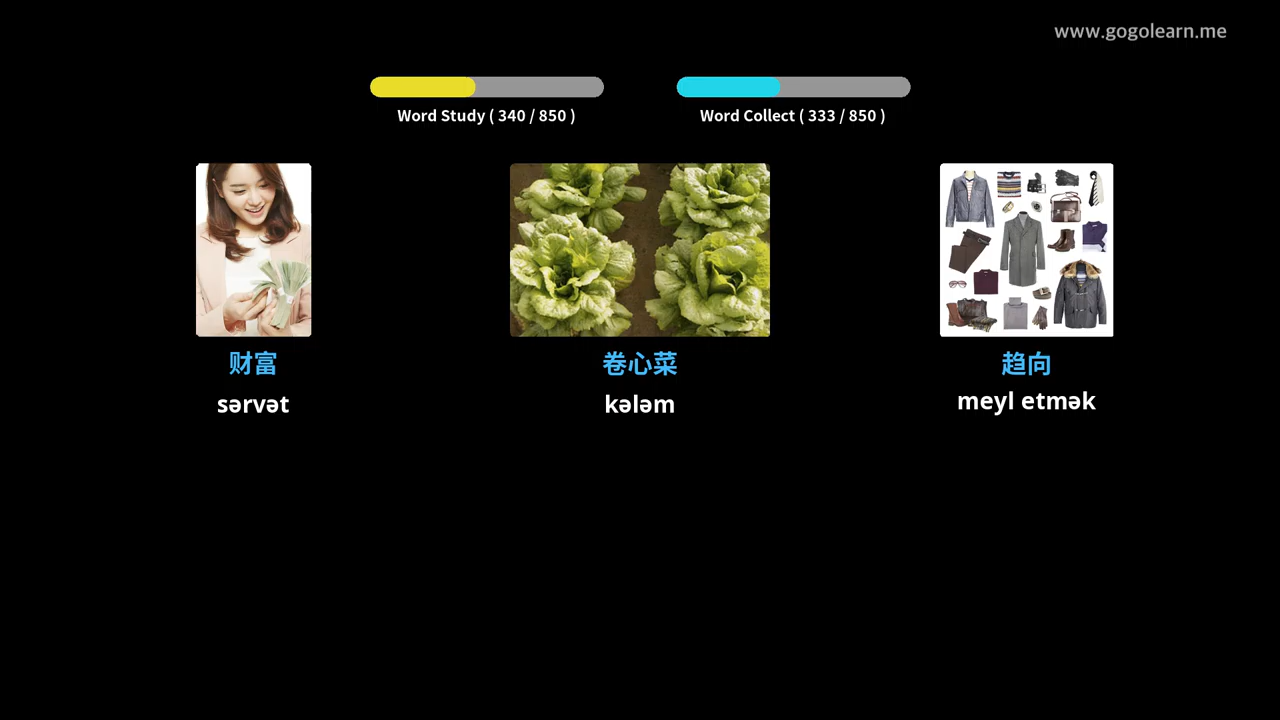 www.gogolearn.me
Word Study ( 340 / 850 )
Word Collect ( 333 / 850 )
财富
卷心菜
趋向
sərvət
kələm
meyl etmək